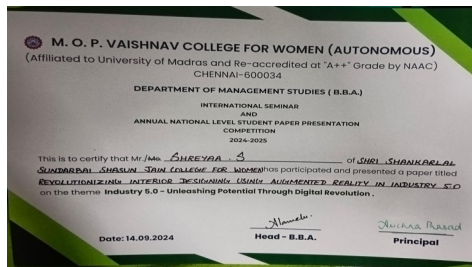 M. O. P. VAISHNAV COLLEGE FOR WOMEN (AUTONOMOUS)
(Affiliated to University of Madras and Re-accredited at "A++" Grade by NAAC)
CHENNAI-600034
DEPARTMENT OF MANAGEMENT STUDIES ( B.B.A.)
INTERNATIONAL SEMINAR
AND
ANNUAL NATIONAL LEVEL STUDENT PAPER PRESENTATION
COMPETITION
2024-2025
This is to certify that Mr./Ms. SHREYAA . S of SHRI SHANKARLAL
SUNDARBAI SHASUN JAIN COLLEGE FOR WOMEN has participated and presented a paper titled
REVOLUTIONIZING INTERIOR DESIGNING USING AUGMENTED REALITY IN INDUSTRY 5.0
on the theme Industry 5.0 - Unleashing Potential Through Digital Revolution .
Date: 14.09.2024
Head - B.B.A.
Principal